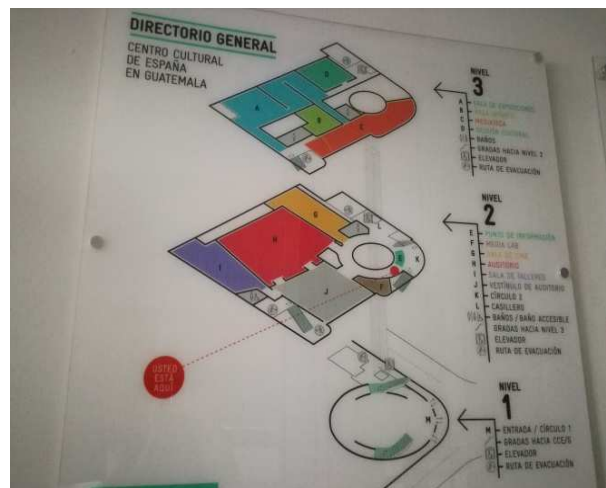 DIRECTORIO GENERAL
CENTRO CULTURAL
DE ESPAÑA
EN GUATEMALA
NIVEL
3
A SALA DE EXPOSICIONES
B
C MEDIATECA
D OFICINA CULTURAL
BAÑOS
GRADAS HACIA NIVEL 2
ELEVADOR
RUTA DE EVACUACIÓN
A
B
C
D
NIVEL
2
E PUNTO DE INFORMACIÓN
F MEDIA LAB
G SALA DE CINE
H AUDITORIO
I SALA DE TALLERES
J VESTÍBULO DE AUDITORIO
K CÍRCULO 2
L CASILLERO
BAÑOS / BAÑO ACCESIBLE
GRADAS HACIA NIVEL 3
ELEVADOR
RUTA DE EVACUACIÓN
G
L
H
K
E
I
J
F
USTED
ESTÁ
AQUÍ
NIVEL
1
M ENTRADA / CÍRCULO 1
GRADAS HACIA CCE/G
ELEVADOR
RUTA DE EVACUACIÓN
M